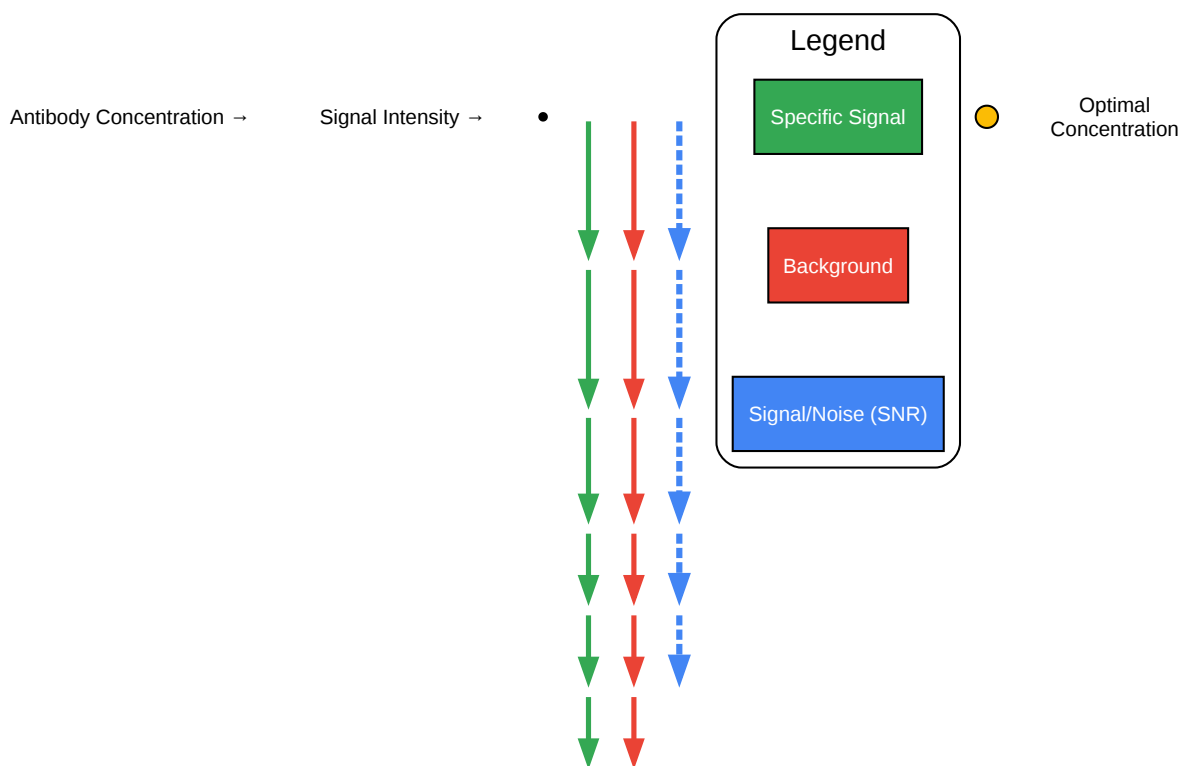 Legend
Antibody Concentration →
Signal Intensity →
Specific Signal
Optimal
Concentration
Background
Signal/Noise (SNR)